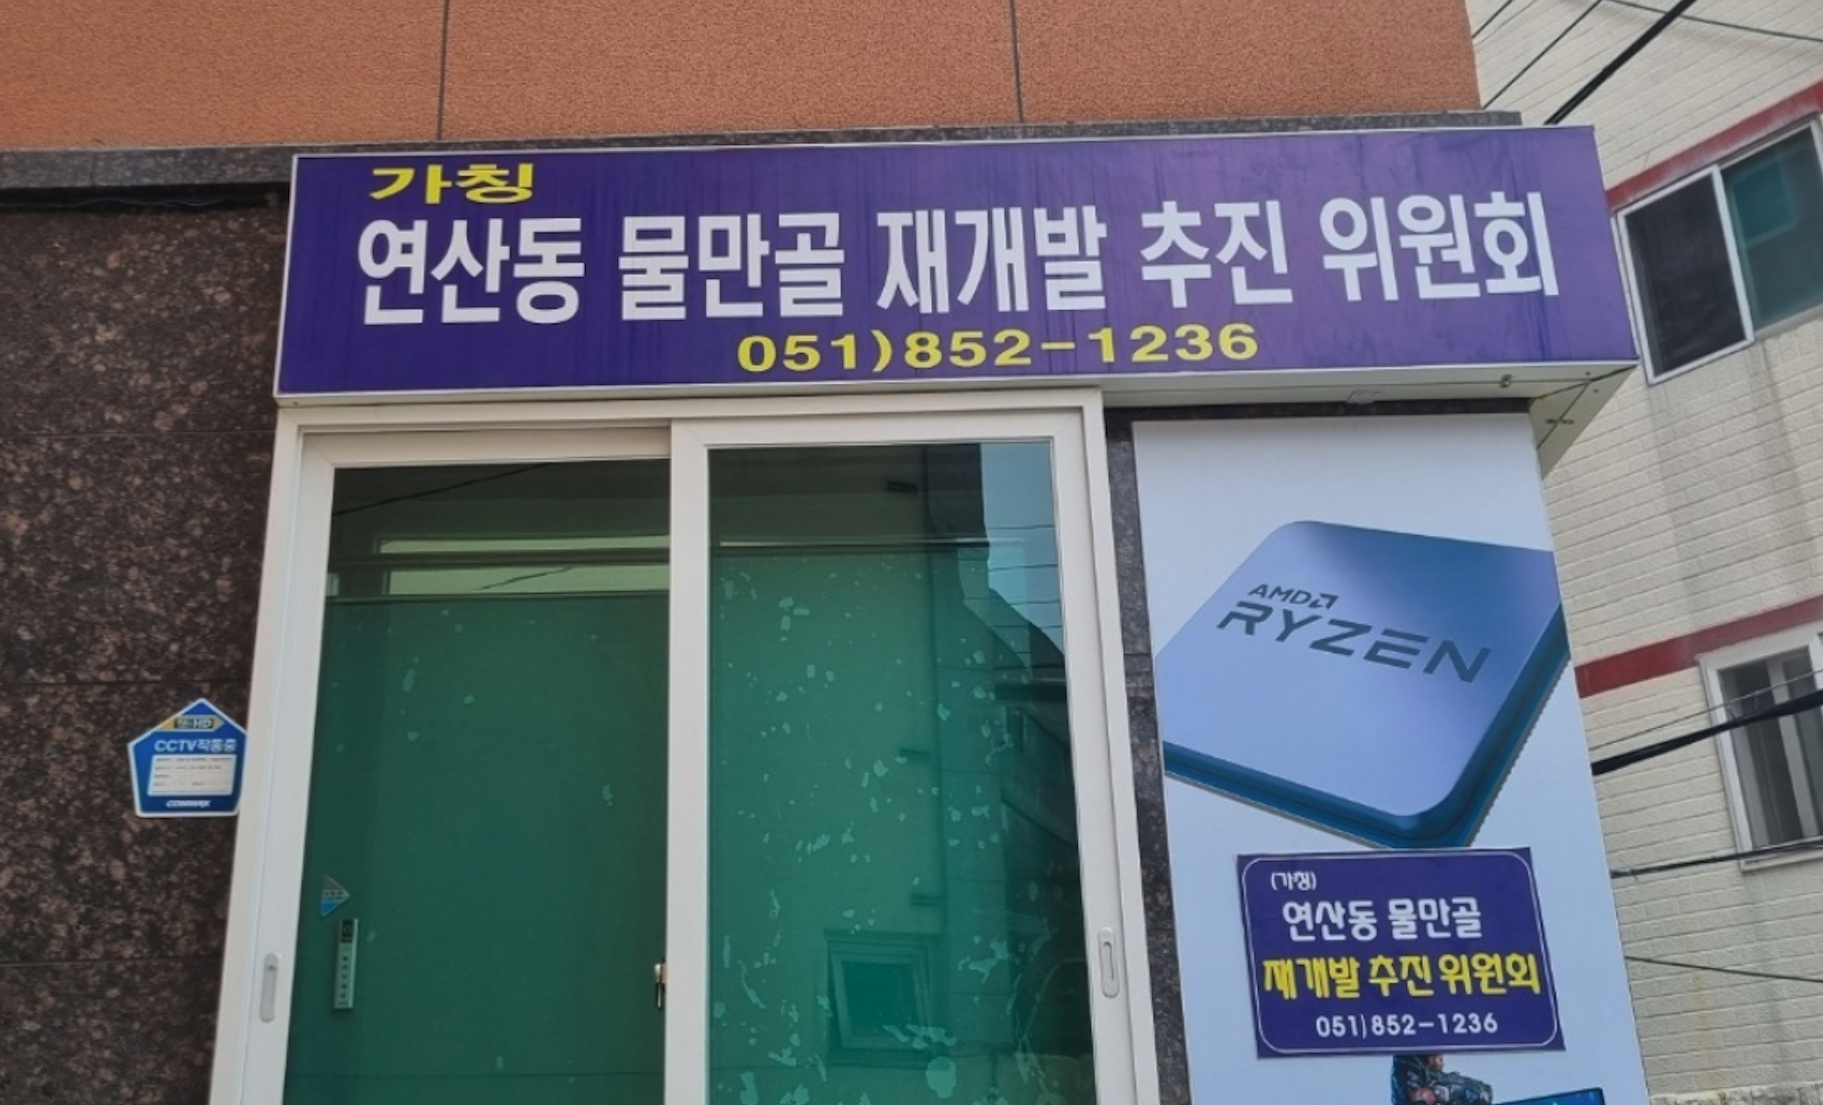 가칭
연산동 물만골 재개발 추진 위원회
051)852-1236
AMD
RYZEN
CCTV작동중
COMMAX
(가칭)
연산동 물만골
재개발 추진 위원회
051)852-1236